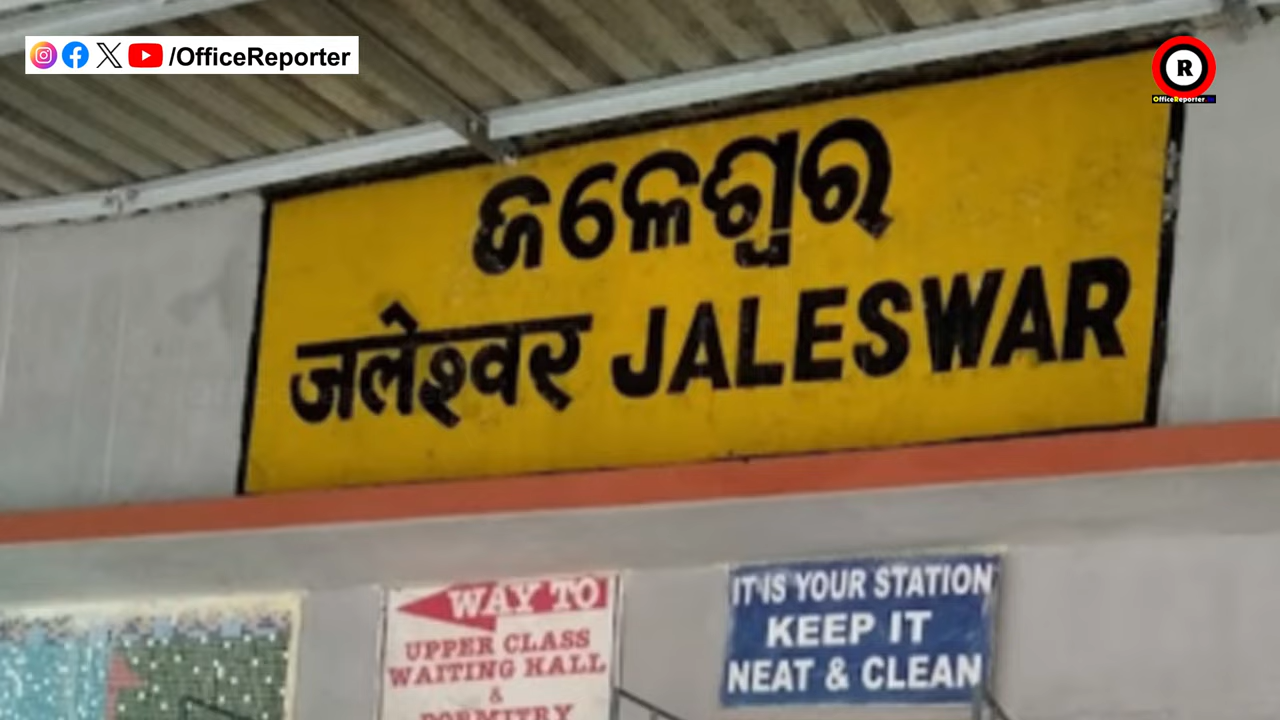 /OfficeReporter
R
OfficeReporter
ଜଳେଶ୍ୱର
जलेश्वर JALESWAR
WAY TO
UPPER CLASS
WAITING HALL
&
DORMITRY
IT IS YOUR STATION
KEEP IT
NEAT & CLEAN